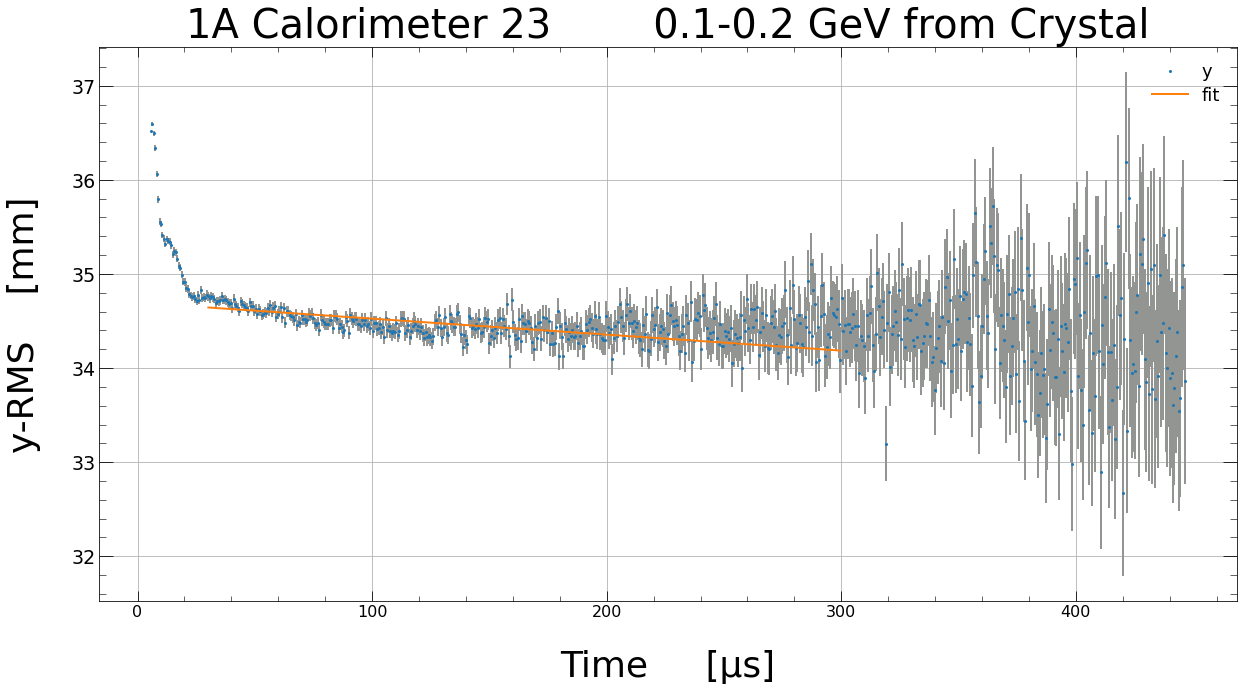 1A Calorimeter 23 0.1-0.2 GeV from Crystal
y
fit
37
36
35
34
33
32
y-RMS [mm]
0 100 200 300 400
Time [μs]